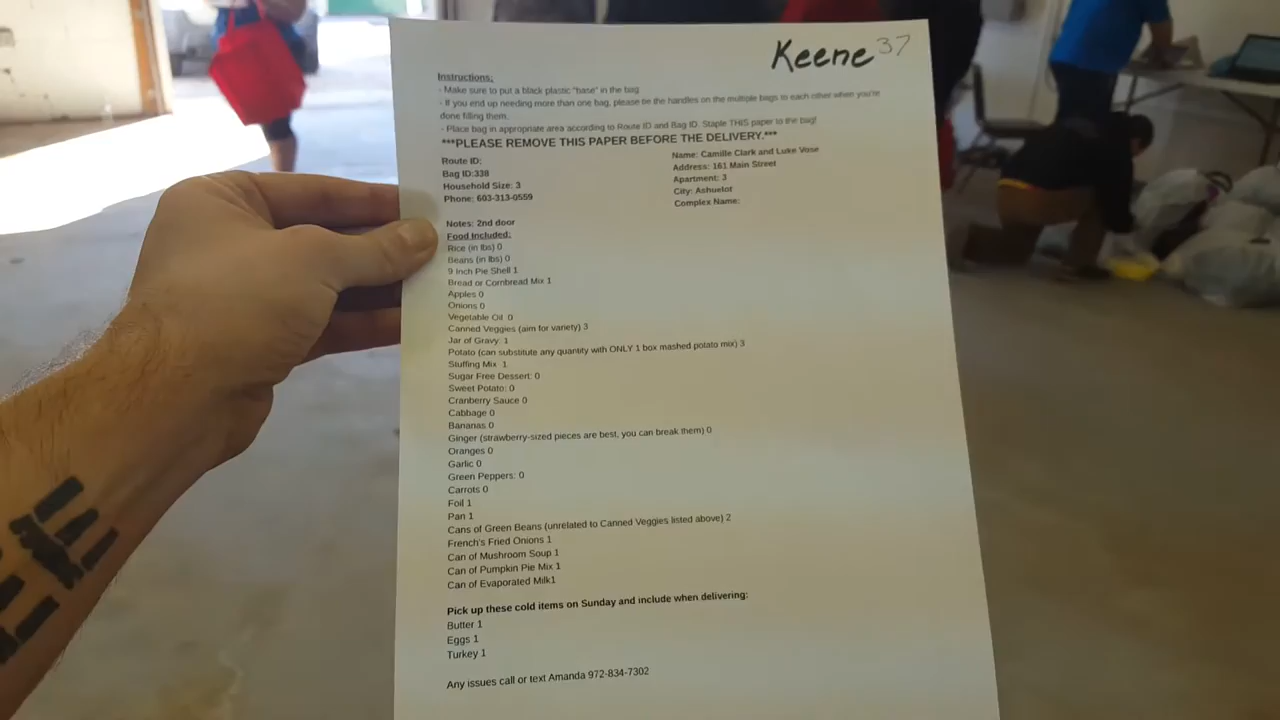 Keene 37
Instructions:
- Make sure to put a black plastic "base" in the bag
- If you end up needing more than one bag, please tie the handles on the multiple bags to each other when you're
done filling them.
- Place bag in appropriate area according to Route ID and Bag ID. Staple THIS paper to the bag!
***PLEASE REMOVE THIS PAPER BEFORE THE DELIVERY.***
Route ID:
Bag ID:338
Household Size: 3
Phone: 603-313-0559
Name: Camille Clark and Luke Vose
Address: 161 Main Street
Apartment: 3
City: Ashuelot
Complex Name:
Notes: 2nd door
Food Included:
Rice (in lbs) 0
Beans (in lbs) 0
9 Inch Pie Shell 1
Bread or Cornbread Mix 1
Apples 0
Onions 0
Vegetable Oil 0
Canned Veggies (aim for variety) 3
Jar of Gravy: 1
Potato (can substitute any quantity with ONLY 1 box mashed potato mix) 3
Stuffing Mix 1
Sugar Free Dessert: 0
Sweet Potato: 0
Cranberry Sauce 0
Cabbage 0
Bananas 0
Ginger (strawberry-sized pieces are best, you can break them) 0
Oranges 0
Garlic 0
Green Peppers: 0
Carrots 0
Foil 1
Pan 1
Cans of Green Beans (unrelated to Canned Veggies listed above) 2
French's Fried Onions 1
Can of Mushroom Soup 1
Can of Pumpkin Pie Mix 1
Can of Evaporated Milk1
Pick up these cold items on Sunday and include when delivering:
Butter 1
Eggs 1
Turkey 1
Any issues call or text Amanda 972-834-7302